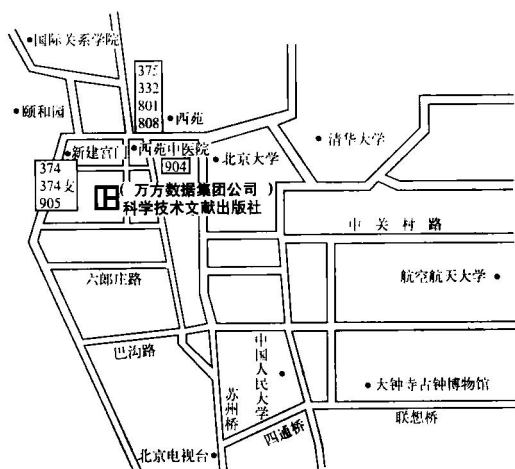 国际关系学院
375
332
801
808
颐和园
西苑
清华大学
新建宫门
西苑中医院
904
北京大学
374
374支
905
(万方数据集团公司)
科学技术文献出版社
中关村路
六郎庄路
航空航天大学
巴沟路
中国人民大学
苏州桥
大钟寺古钟博物馆
联想桥
四通桥
北京电视台